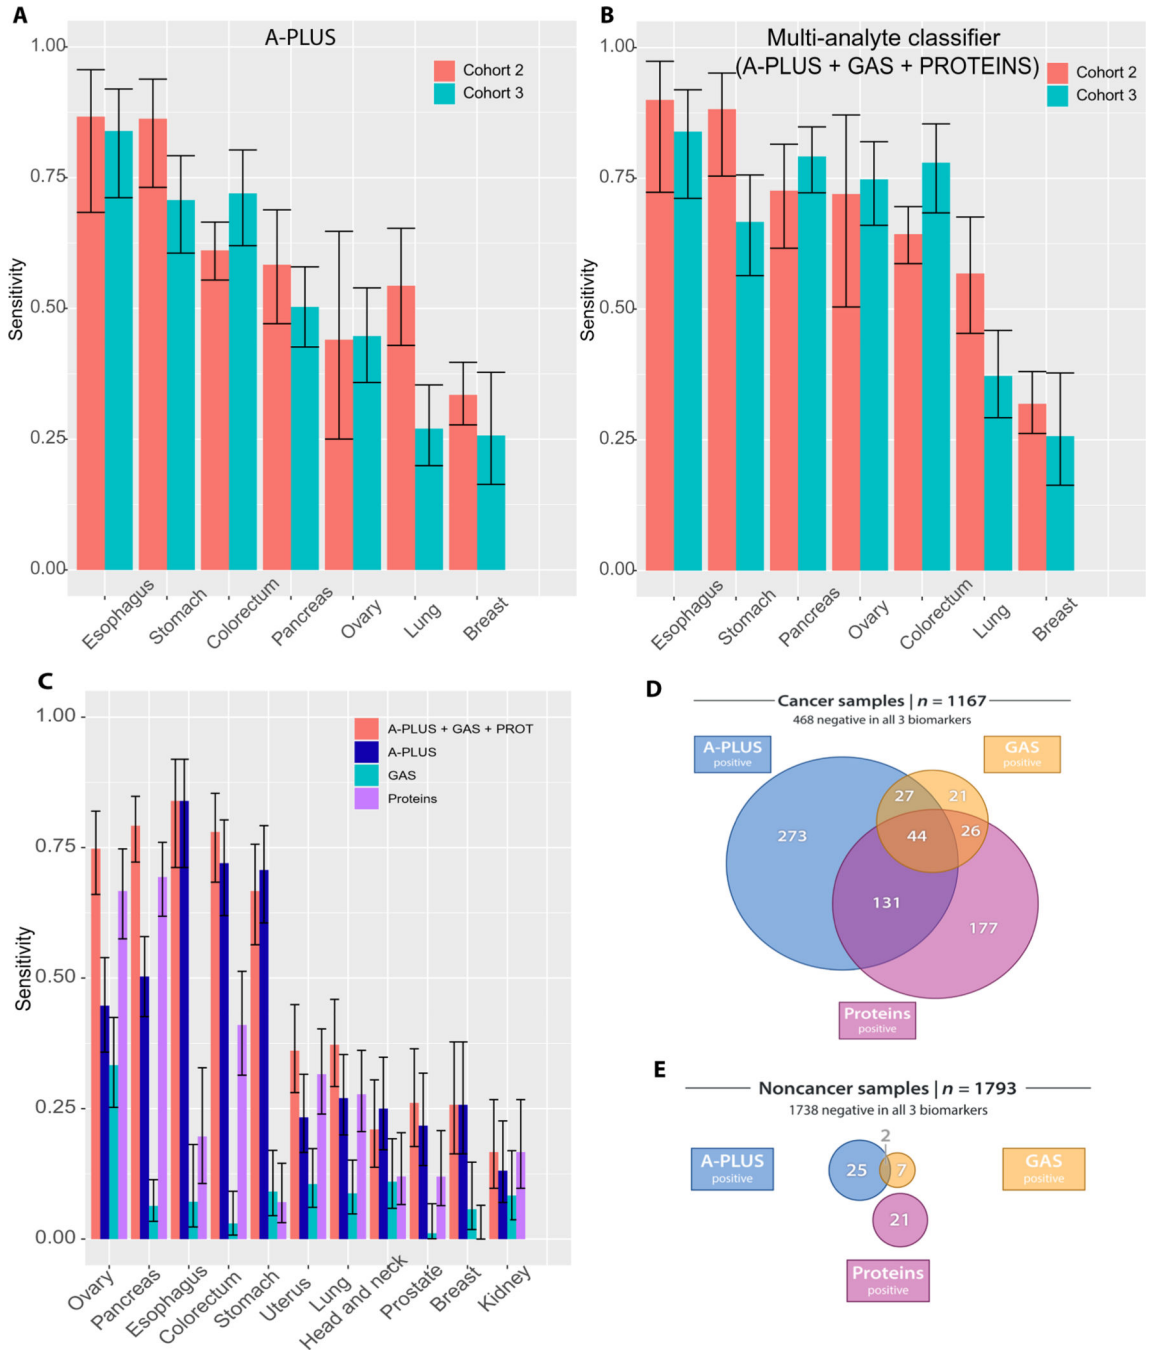 A
A-PLUS
Cohort 2
Cohort 3
Sensitivity
1.00
0.75
0.50
0.25
0.00
Esophagus
Stomach
Colorectum
Pancreas
Ovary
Lung
Breast
B
Multi-analyte classifier
(A-PLUS + GAS + PROTEINS)
Cohort 2
Cohort 3
Sensitivity
1.00
0.75
0.50
0.25
0.00
Esophagus
Stomach
Pancreas
Ovary
Colorectum
Lung
Breast
C
A-PLUS + GAS + PROT
A-PLUS
GAS
Proteins
Sensitivity
1.00
0.75
0.50
0.25
0.00
Ovary
Pancreas
Esophagus
Colorectum
Stomach
Uterus
Lung
Head and neck
Prostate
Breast
Kidney
D
Cancer samples | n = 1167
468 negative in all 3 biomarkers
A-PLUS
positive
GAS
positive
27
21
273
44
26
131
177
Proteins
positive
E
Noncancer samples | n = 1793
1738 negative in all 3 biomarkers
2
A-PLUS
positive
25
7
GAS
positive
21
Proteins
positive